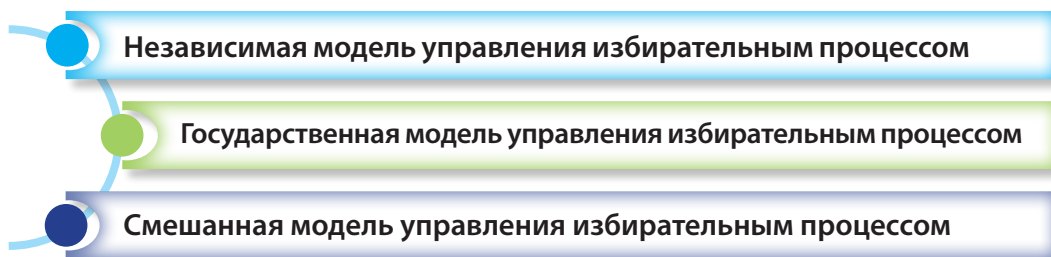 Независимая модель управления избирательным процессом
Государственная модель управления избирательным процессом
Смешанная модель управления избирательным процессом